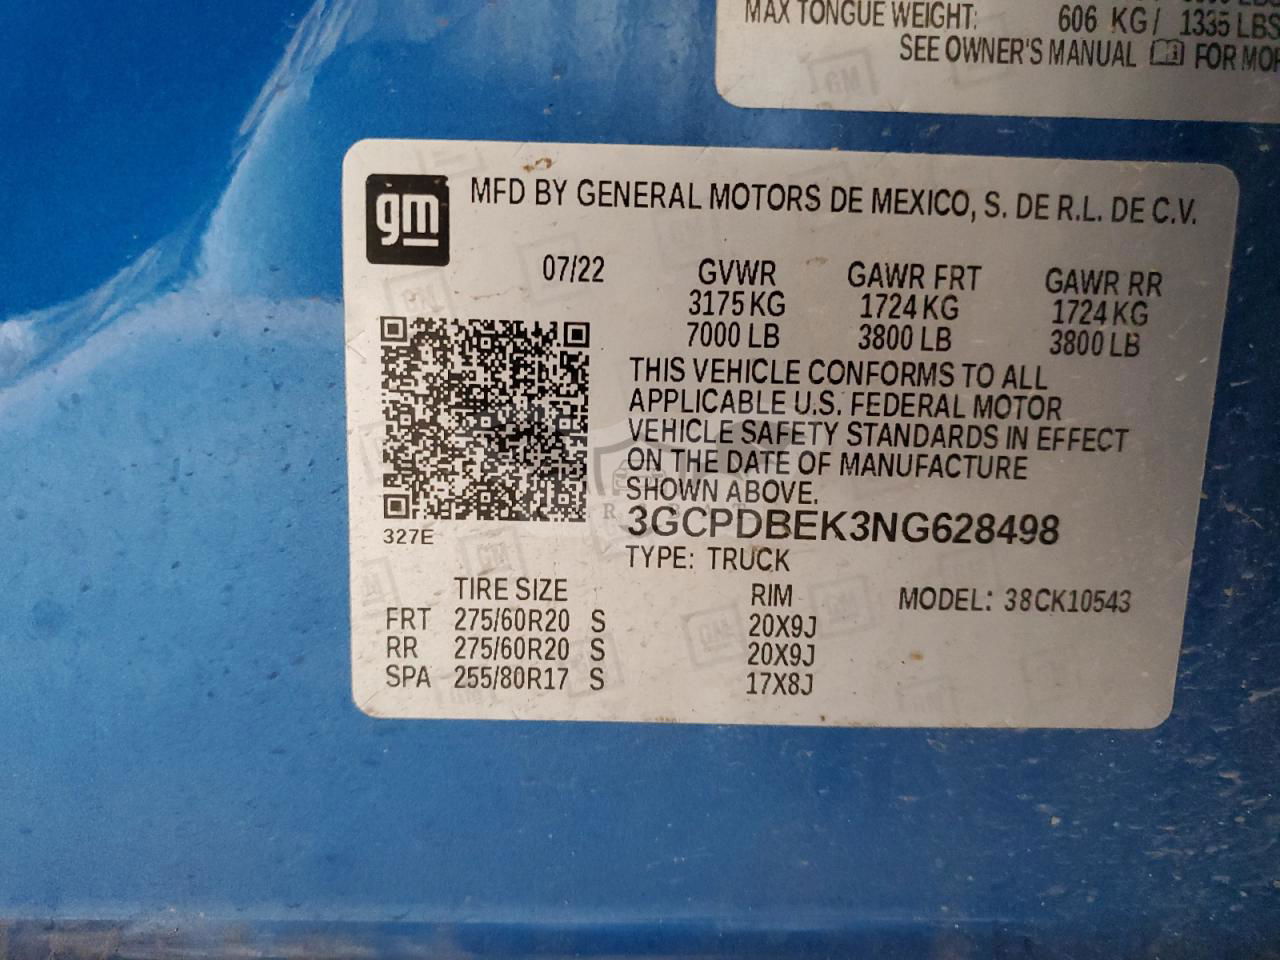 MAX TONGUE WEIGHT: 606 KG/ 1335 LBS
SEE OWNER'S MANUAL FOR
gm
MFD BY GENERAL MOTORS DE MEXICO, S. DE R.L. DE C.V.
07/22 GVWR GAWR FRT GAWR RR
3175 KG 1724 KG 1724 KG
7000 LB 3800 LB 3800 LB
THIS VEHICLE CONFORMS TO ALL
APPLICABLE U.S. FEDERAL MOTOR
VEHICLE SAFETY STANDARDS IN EFFECT
ON THE DATE OF MANUFACTURE
SHOWN ABOVE.
3GCPDBEK3NG628498
327E
TYPE: TRUCK
TIRE SIZE RIM MODEL: 38CK10543
FRT 275/60R20 S 20X9J
RR 275/60R20 S 20X9J
SPA 255/80R17 S 17X8J